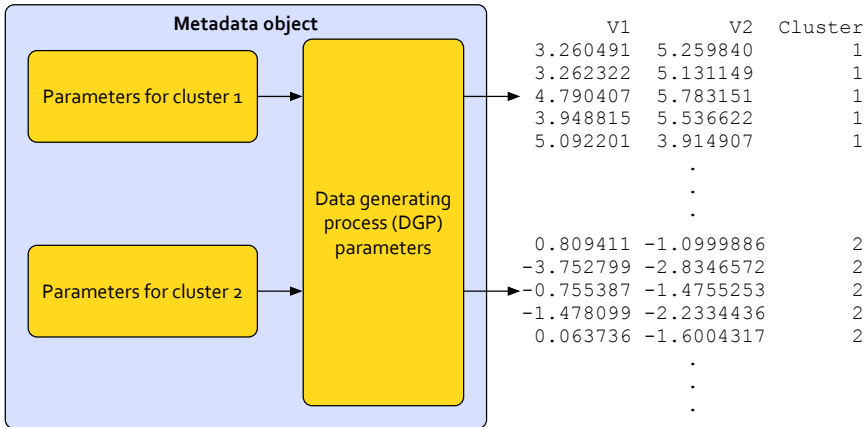 Metadata object
Parameters for cluster 1
Data generating
process (DGP)
parameters
Parameters for cluster 2
V1 V2 Cluster
3.260491 5.259840 1
3.262322 5.131149 1
4.790407 5.783151 1
3.948815 5.536622 1
5.092201 3.914907 1
.
.
.
0.809411 -1.0999886 2
-3.752799 -2.8346572 2
-0.755387 -1.4755253 2
-1.478099 -2.2334436 2
0.063736 -1.6004317 2
.
.
.